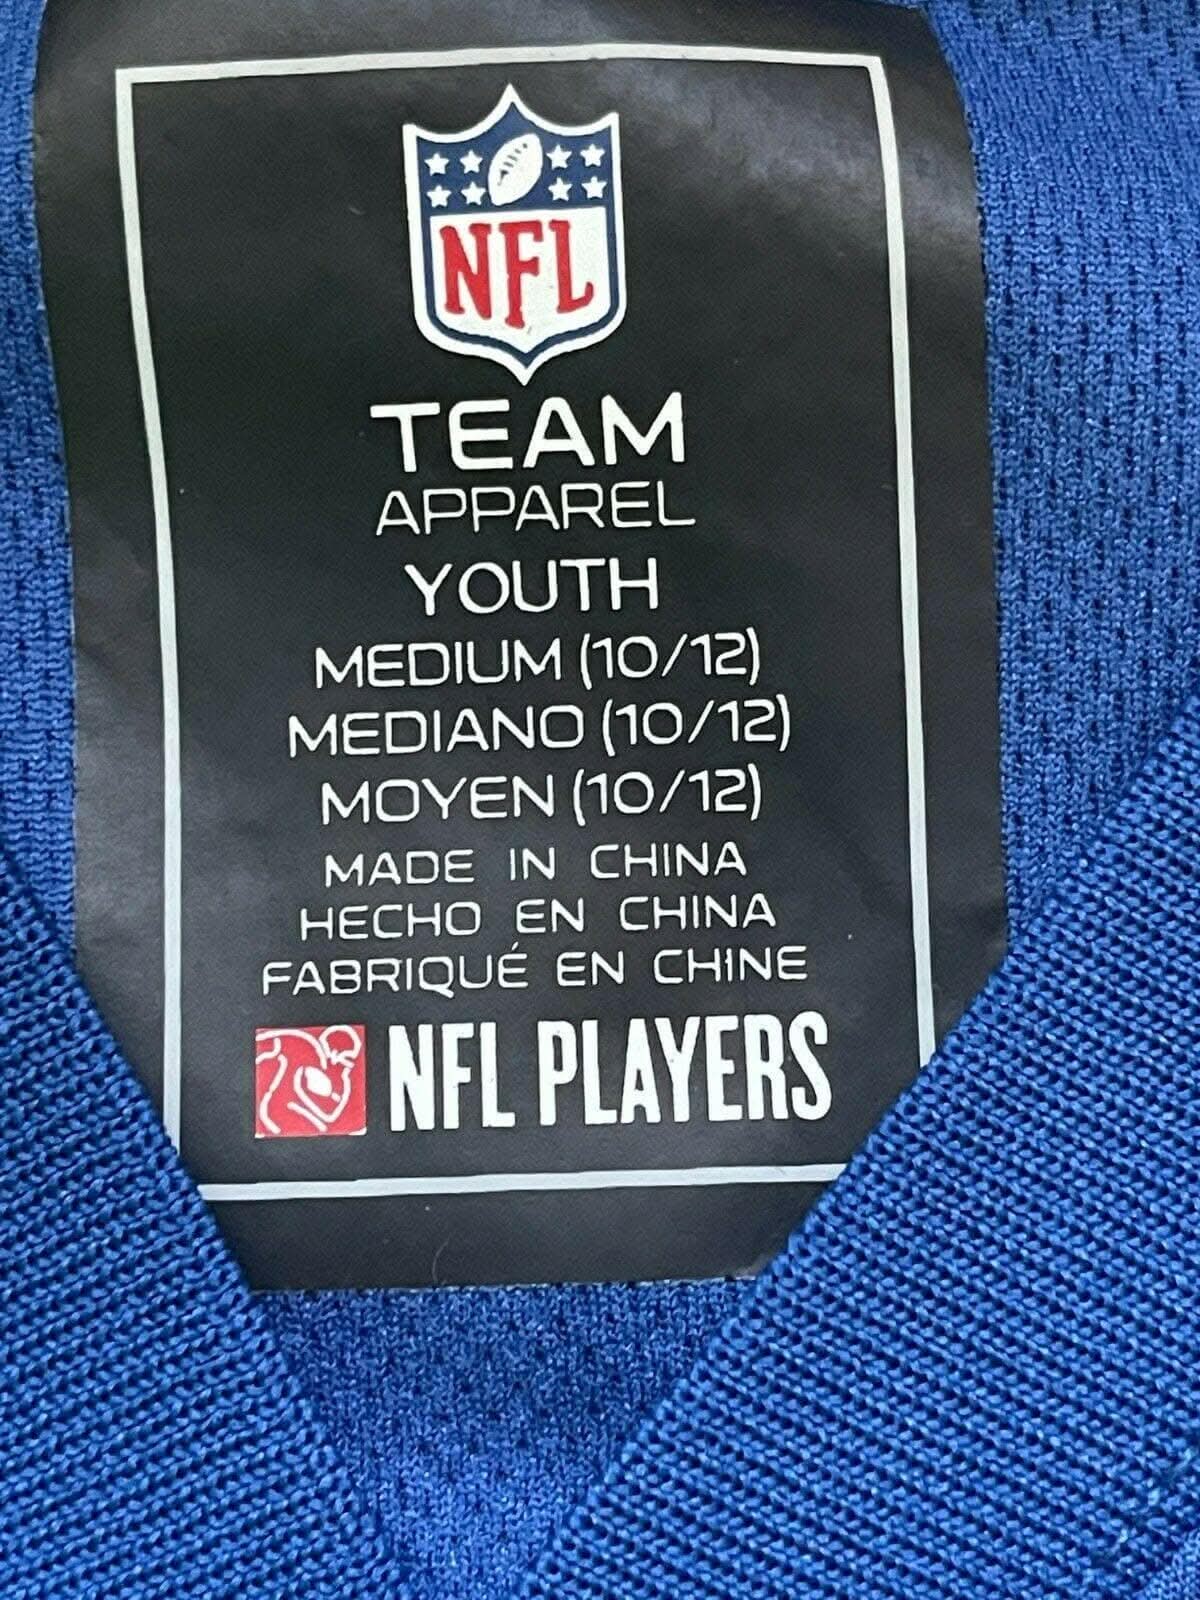 NFL
TEAM
APPAREL
YOUTH
MEDIUM (10/12)
MEDIANO (10/12)
MOYEN (10/12)
MADE IN CHINA
HECHO EN CHINA
FABRIQUÉ EN CHINE
NFL PLAYERS